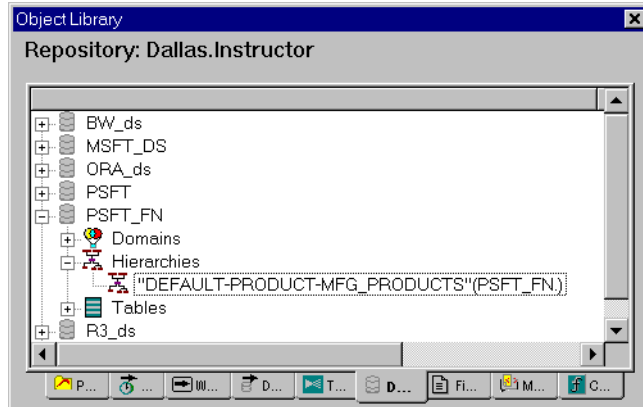 Object Library
Repository: Dallas.Instructor
BW_ds
MSFT_DS
ORA_ds
PSFT
PSFT_FN
Domains
Hierarchies
"DEFAULT-PRODUCT-MFG_PRODUCTS"(PSFT_FN.)
Tables
R3_ds
P... ... W... D... T... D... Fi... M... C...